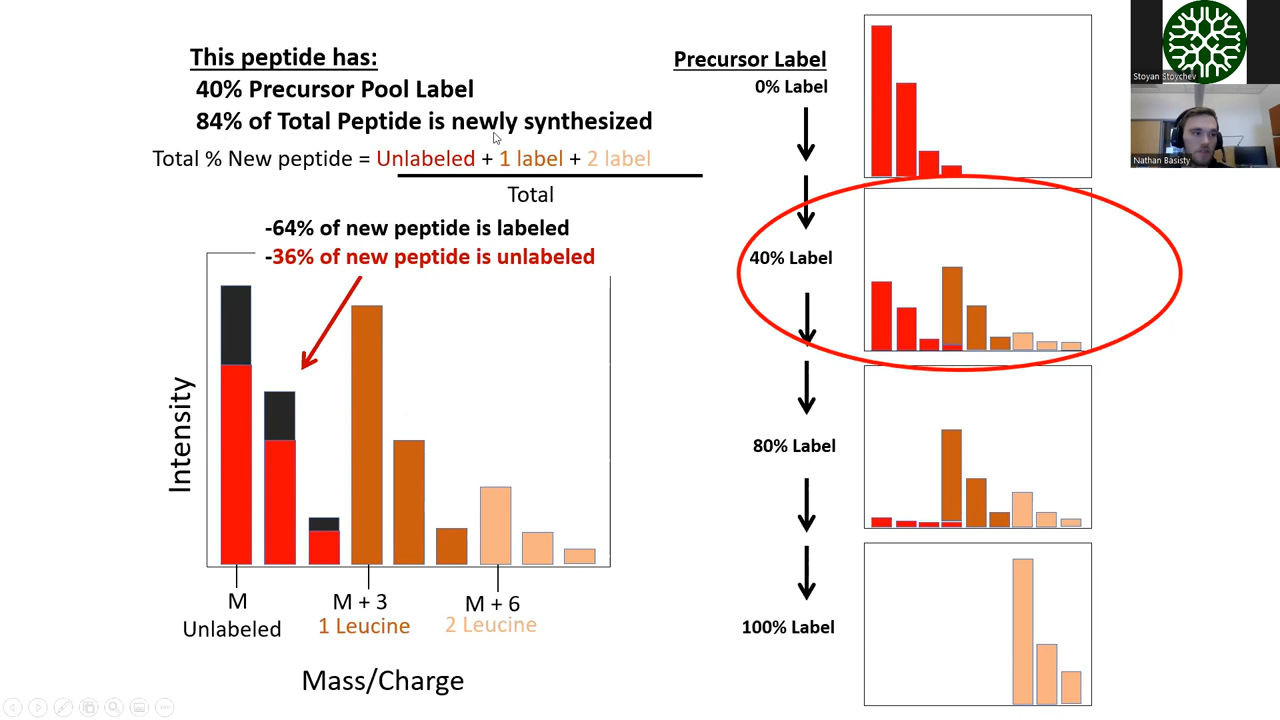 This peptide has:
40% Precursor Pool Label
84% of Total Peptide is newly synthesized
Total % New peptide = Unlabeled + 1 label + 2 label
Total
-64% of new peptide is labeled
-36% of new peptide is unlabeled
Intensity
M
Unlabeled
M + 3
1 Leucine
M + 6
2 Leucine
Mass/Charge
Precursor Label
0% Label
40% Label
80% Label
100% Label
Stoyan Stoychev
Nathan Basisty